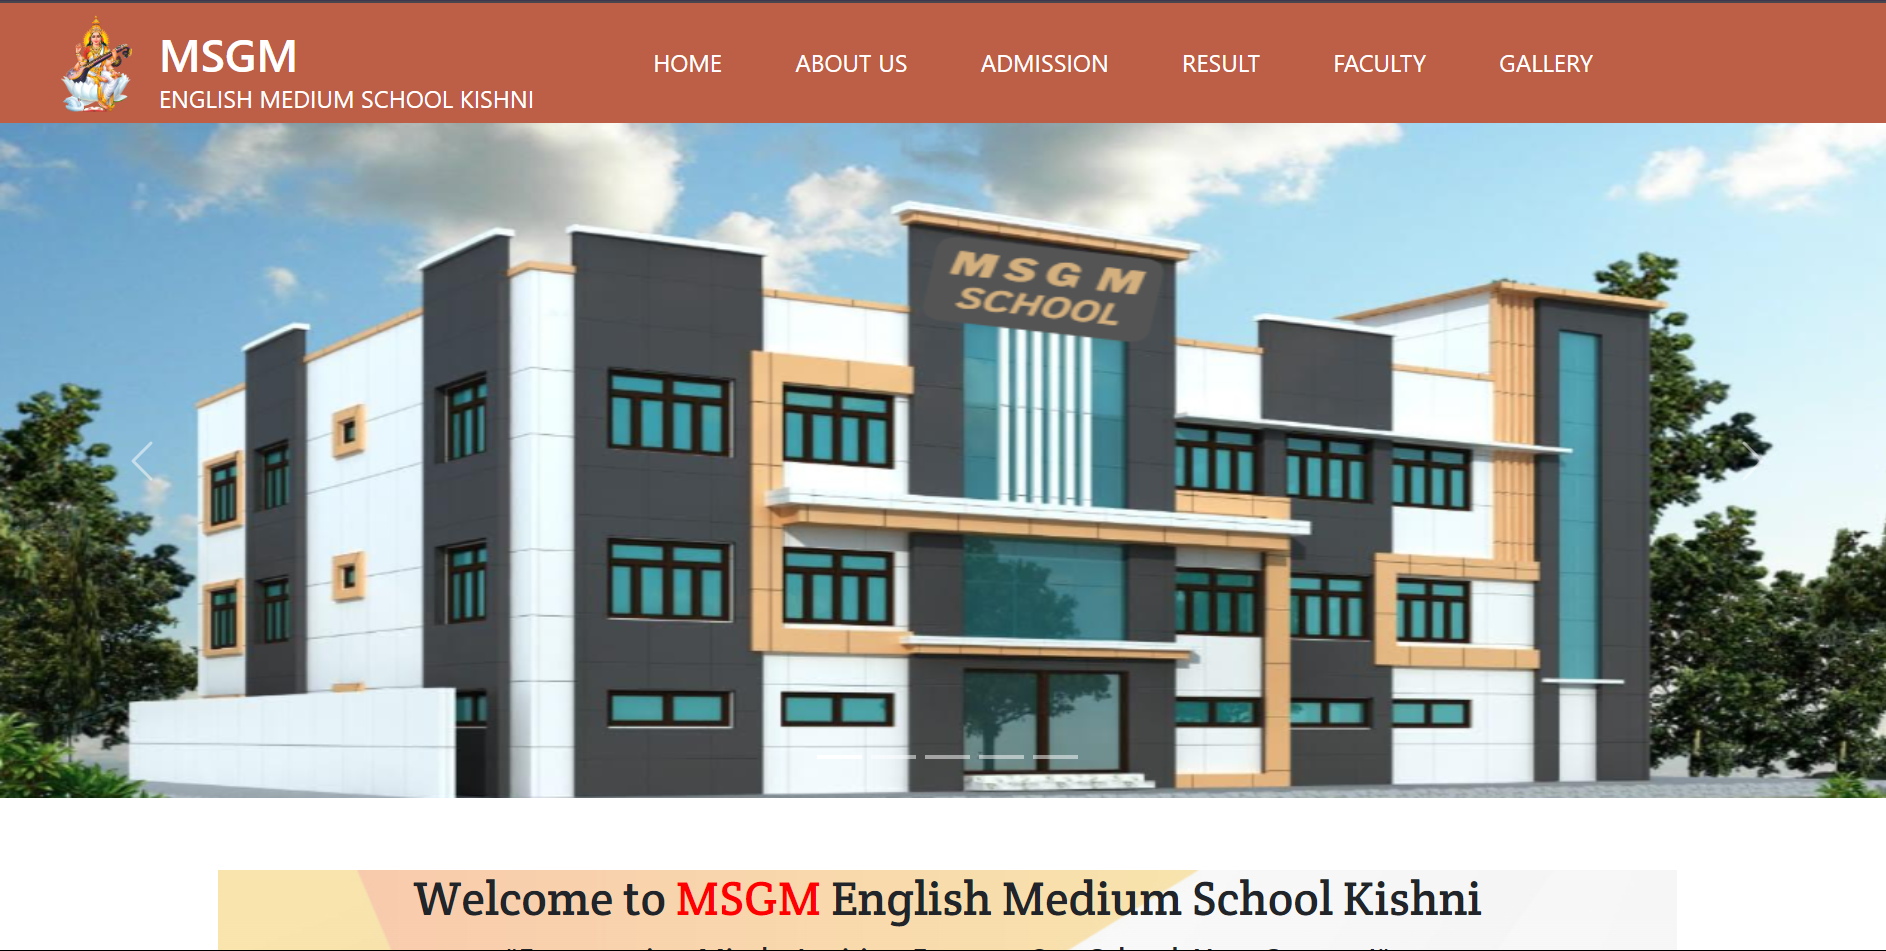 MSGM
ENGLISH MEDIUM SCHOOL KISHNI
HOME
ABOUT US
ADMISSION
RESULT
FACULTY
GALLERY
MSGM
SCHOOL
Welcome to MSGM English Medium School Kishni